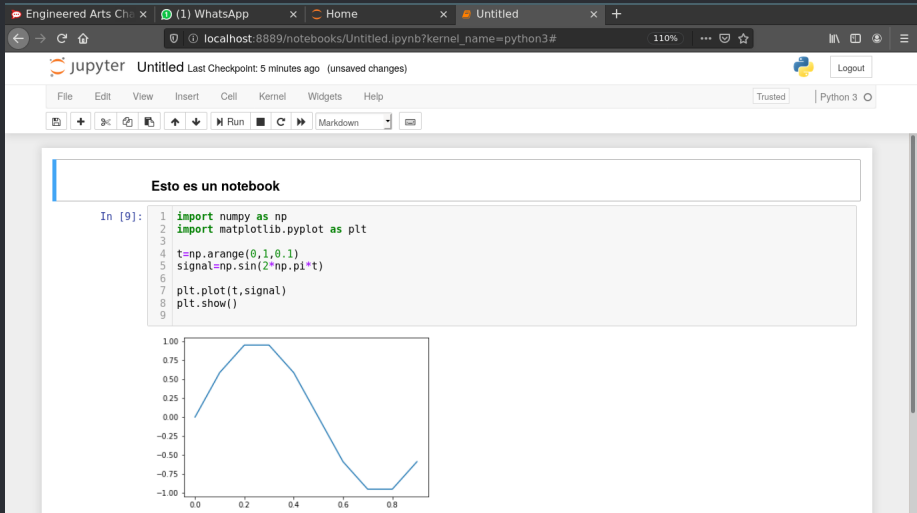 Engineered Arts Cha
(1) WhatsApp
Home
Untitled
localhost:8889/notebooks/Untitled.ipynb?kernel_name=python3#
110%
jupyter Untitled Last Checkpoint: 5 minutes ago (unsaved changes)
Logout
File Edit View Insert Cell Kernel Widgets Help
Trusted
Python 3
Run
Markdown
Esto es un notebook
In [9]:
1 import numpy as np
2 import matplotlib.pyplot as plt
3
4 t=np.arange(0,1,0.1)
5 signal=np.sin(2*np.pi*t)
6
7 plt.plot(t,signal)
8 plt.show()
9
1.00
0.75
0.50
0.25
0.00
−0.25
−0.50
−0.75
−1.00
0.0 0.2 0.4 0.6 0.8